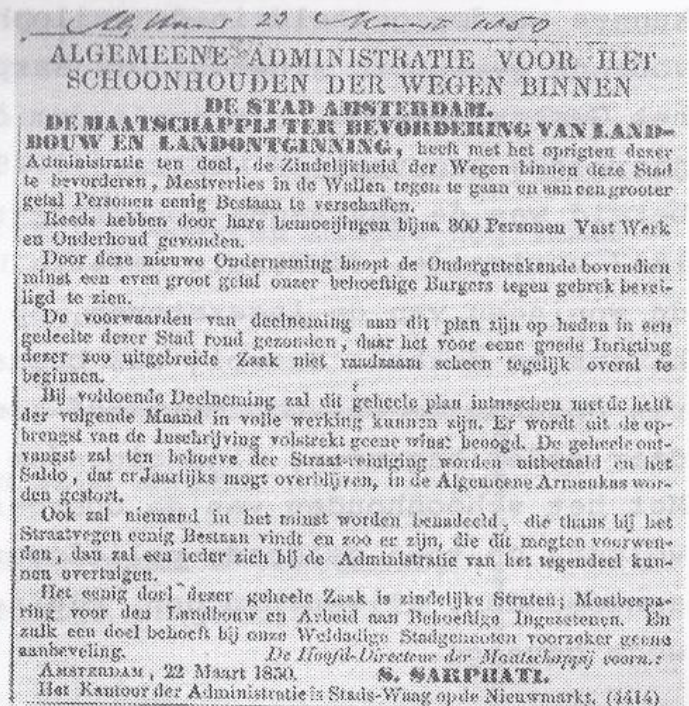 23 Maart 1850
ALGEMEENE ADMINISTRATIE VOOR HET
SCHOONHOUDEN DER WEGEN BINNEN
DE STAD AMSTERDAM.
DE MAATSCHAPPIJ TER BEVORDERING VAN LAND-
BOUW EN LANDONTGINNING, heeft met het oprigten dezer
Administratie ten doel, de Zindelijkheid der Wegen binnen deze Stad
te bevorderen, Mestverlies in de Wallen tegen te gaan en aan een grooter
getal Personen eenig Bestaan te verschaffen.
Reeds hebben door hare bemoeijingen bijna 300 Personen Vast Werk
en Onderhoud gevonden.
Door deze nieuwe Onderneming hoopt de Ondergeteekende bovendien
minst een even groot getal onzer behoeftige Burgers tegen gebrek bevei-
ligd te zien.
De voorwaarden van deelneming aan dit plan zijn op heden in een
gedeelte dezer Stad rond gezonden, daar het voor eene goede Inrigting
dezer zoo uitgebreide Zaak niet raadzaam scheen tegelijk overal te
beginnen.
Bij voldoende Deelneming zal dit geheele plan intusschen met de helft
der volgende Maand in volle werking kunnen zijn. Er wordt uit de op-
brengst van de Inschrijving volstrekt geene winst beoogd. De geheele ont-
vangst zal ten behoeve der Straat-reiniging worden uitbetaald en het
Saldo, dat er Jaarlijks mogt overblijven, in de Algemeene Armenkas wor-
den gestort.
Ook zal niemand in het minst worden benadeeld, die thans bij het
Straatvegen eenig Bestaan vindt en zoo er zijn, die dit mogten voorwen-
den, dan zal een ieder zich bij de Administratie van het tegendeel kun-
nen overtuigen.
Het eenig doel dezer geheele Zaak is zindelijke Straten; Mestbespa-
ring voor den Landbouw en Arbeid aan Behoeftige Ingezetenen. En
zulk een doel behoeft bij onze Weldadige Stadgenooten voorzeker geene
aanbeveling. De Hoofd-Directeur der Maatschappij voorn.:
AMSTERDAM, 22 Maart 1850. S. SARPHATI.
Het Kantoor der Administratie is Stads-Waag op de Nieuwmarkt. (4414)